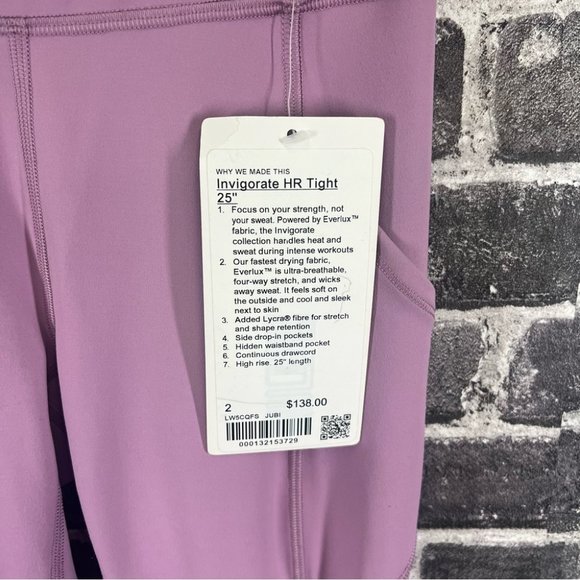 WHY WE MADE THIS
Invigorate HR Tight
25"
1. Focus on your strength, not
your sweat. Powered by Everlux™
fabric, the Invigorate
collection handles heat and
sweat during intense workouts
2. Our fastest drying fabric,
Everlux™ is ultra-breathable,
four-way stretch, and wicks
away sweat. It feels soft on
the outside and cool and sleek
next to skin
3. Added Lycra® fibre for stretch
and shape retention
4. Side drop-in pockets
5. Hidden waistband pocket
6. Continuous drawcord
7. High rise 25" length
2 $138.00
LW5CQFS JUBI
000132153729